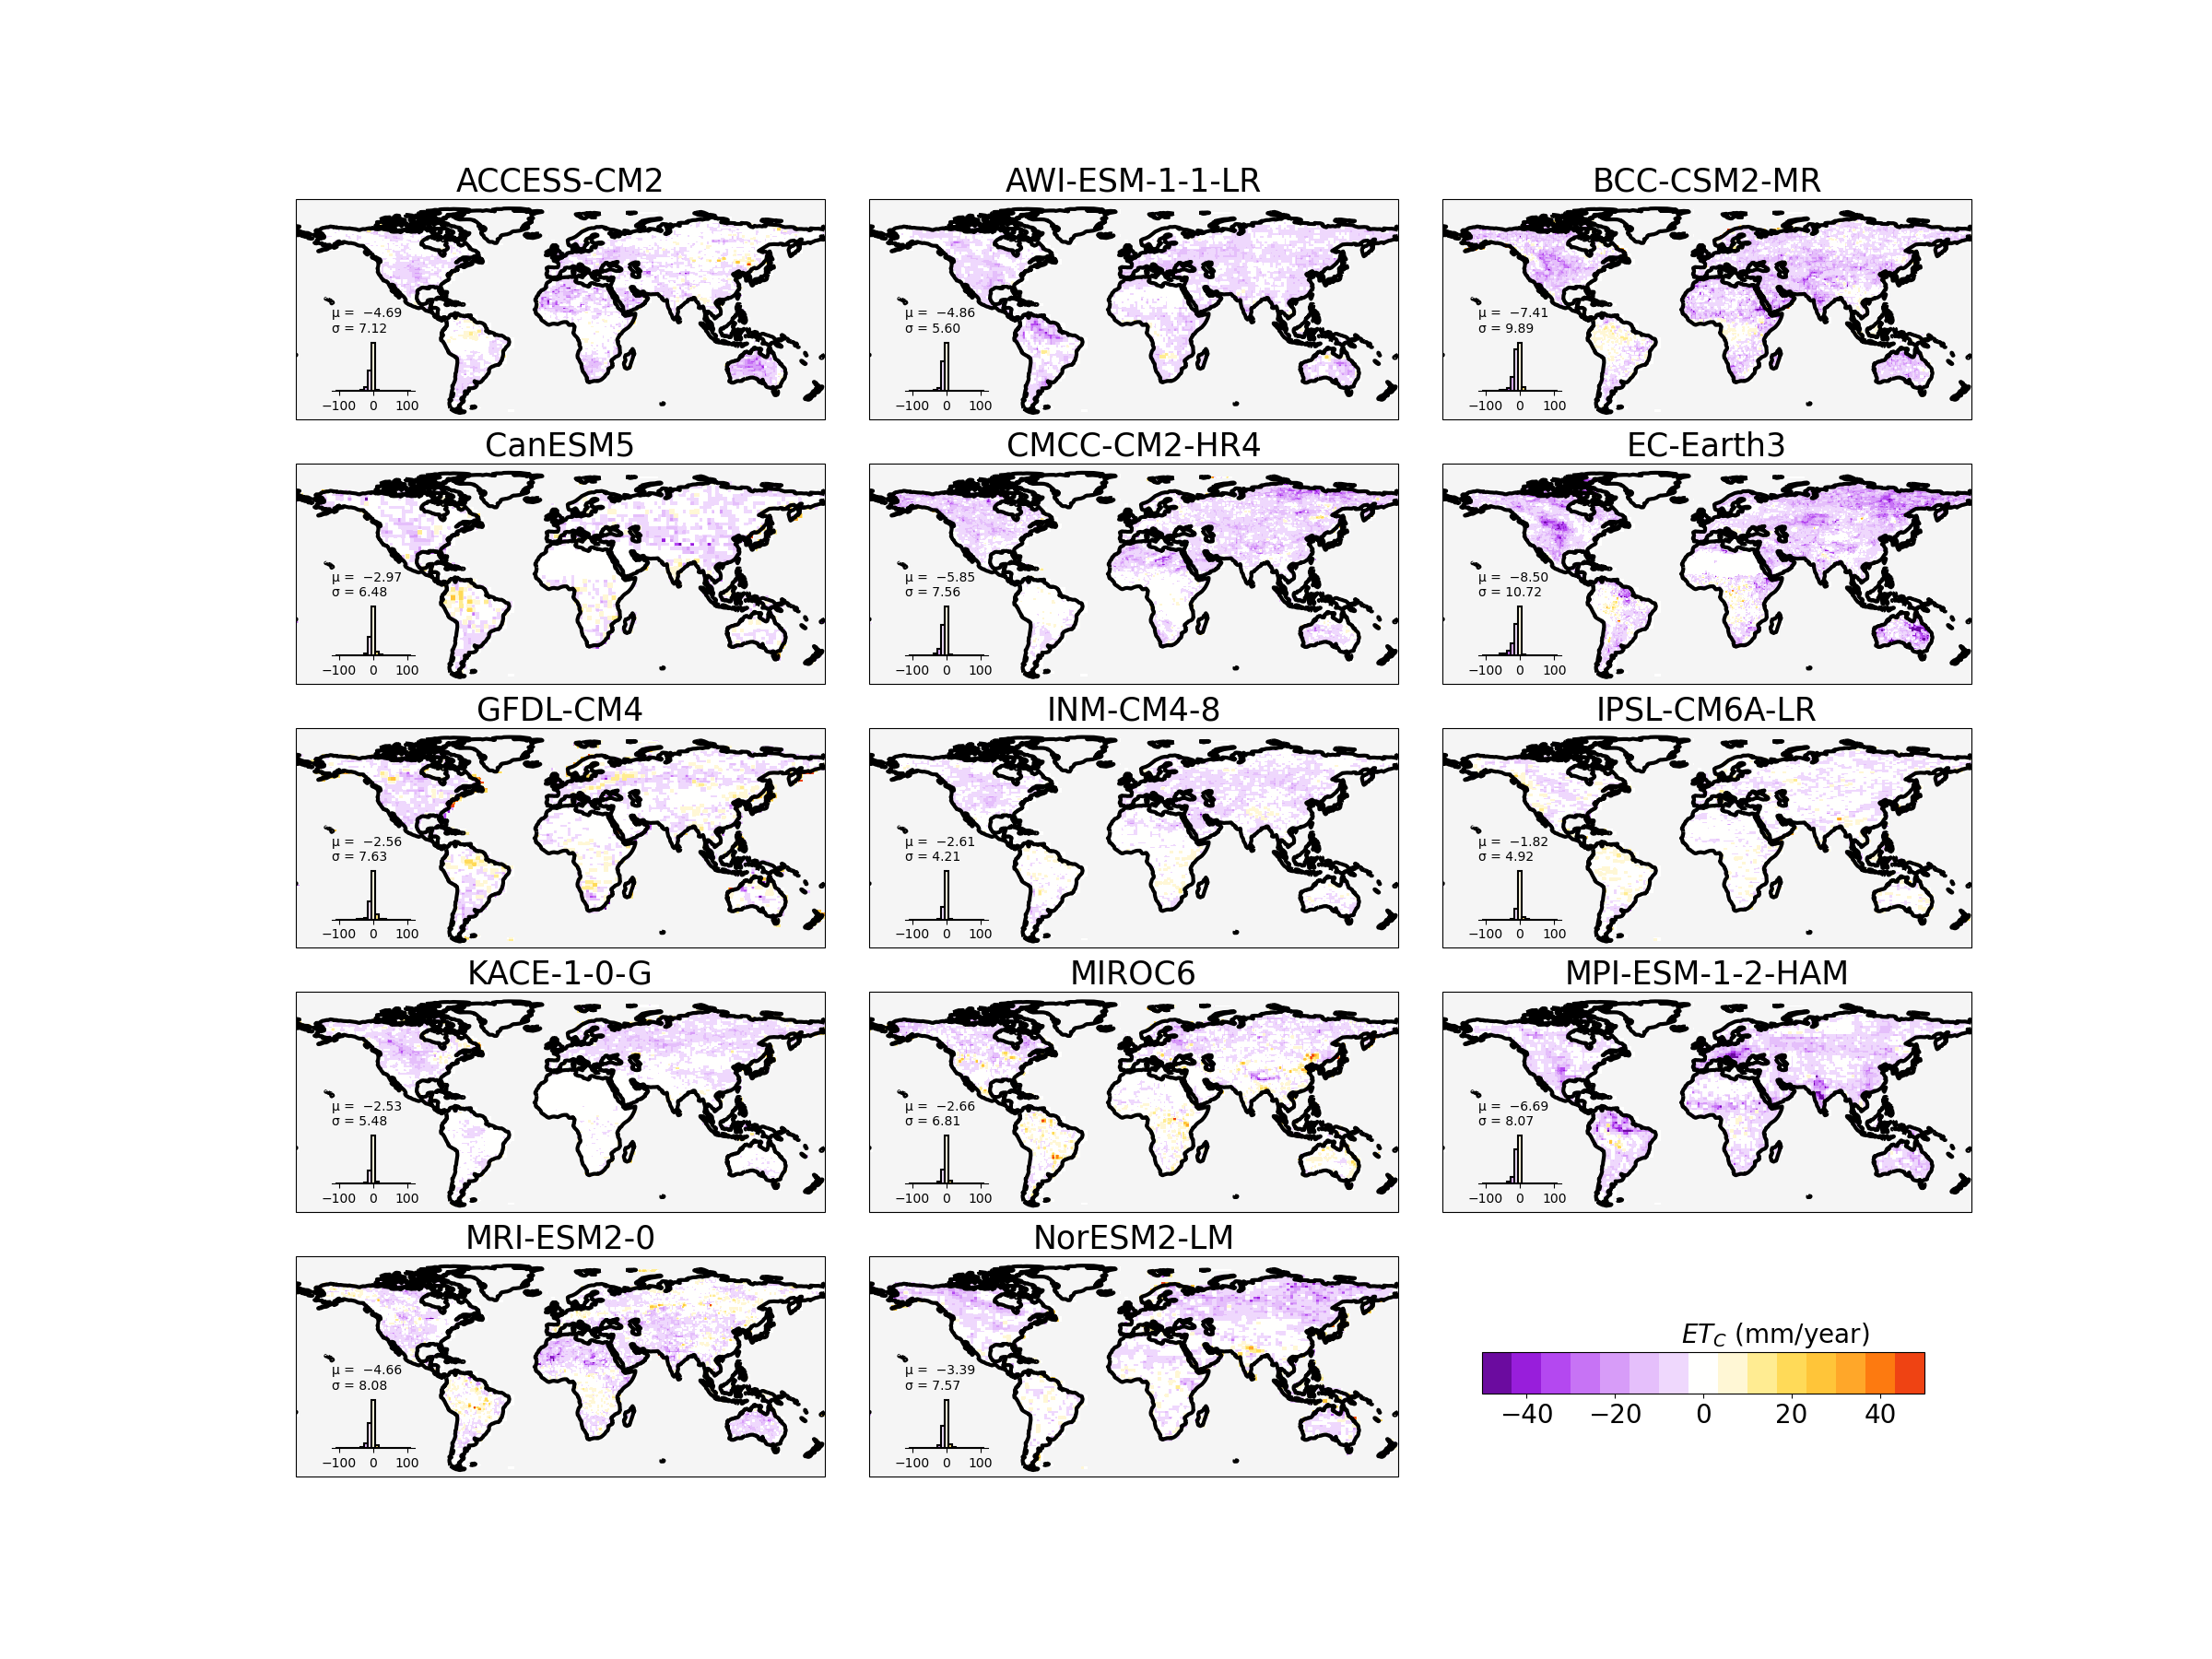 ACCESS-CM2
AWI-ESM-1-1-LR
BCC-CSM2-MR
μ = −4.69
σ = 7.12
−100 0 100
μ = −4.86
σ = 5.60
−100 0 100
μ = −7.41
σ = 9.89
−100 0 100
CanESM5
CMCC-CM2-HR4
EC-Earth3
μ = −2.97
σ = 6.48
−100 0 100
μ = −5.85
σ = 7.56
−100 0 100
μ = −8.50
σ = 10.72
−100 0 100
GFDL-CM4
INM-CM4-8
IPSL-CM6A-LR
μ = −2.56
σ = 7.63
−100 0 100
μ = −2.61
σ = 4.21
−100 0 100
μ = −1.82
σ = 4.92
−100 0 100
KACE-1-0-G
MIROC6
MPI-ESM-1-2-HAM
μ = −2.53
σ = 5.48
−100 0 100
μ = −2.66
σ = 6.81
−100 0 100
μ = −6.69
σ = 8.07
−100 0 100
MRI-ESM2-0
NorESM2-LM
μ = −4.66
σ = 8.08
−100 0 100
μ = −3.39
σ = 7.57
−100 0 100
ET_C (mm/year)
−40 −20 0 20 40